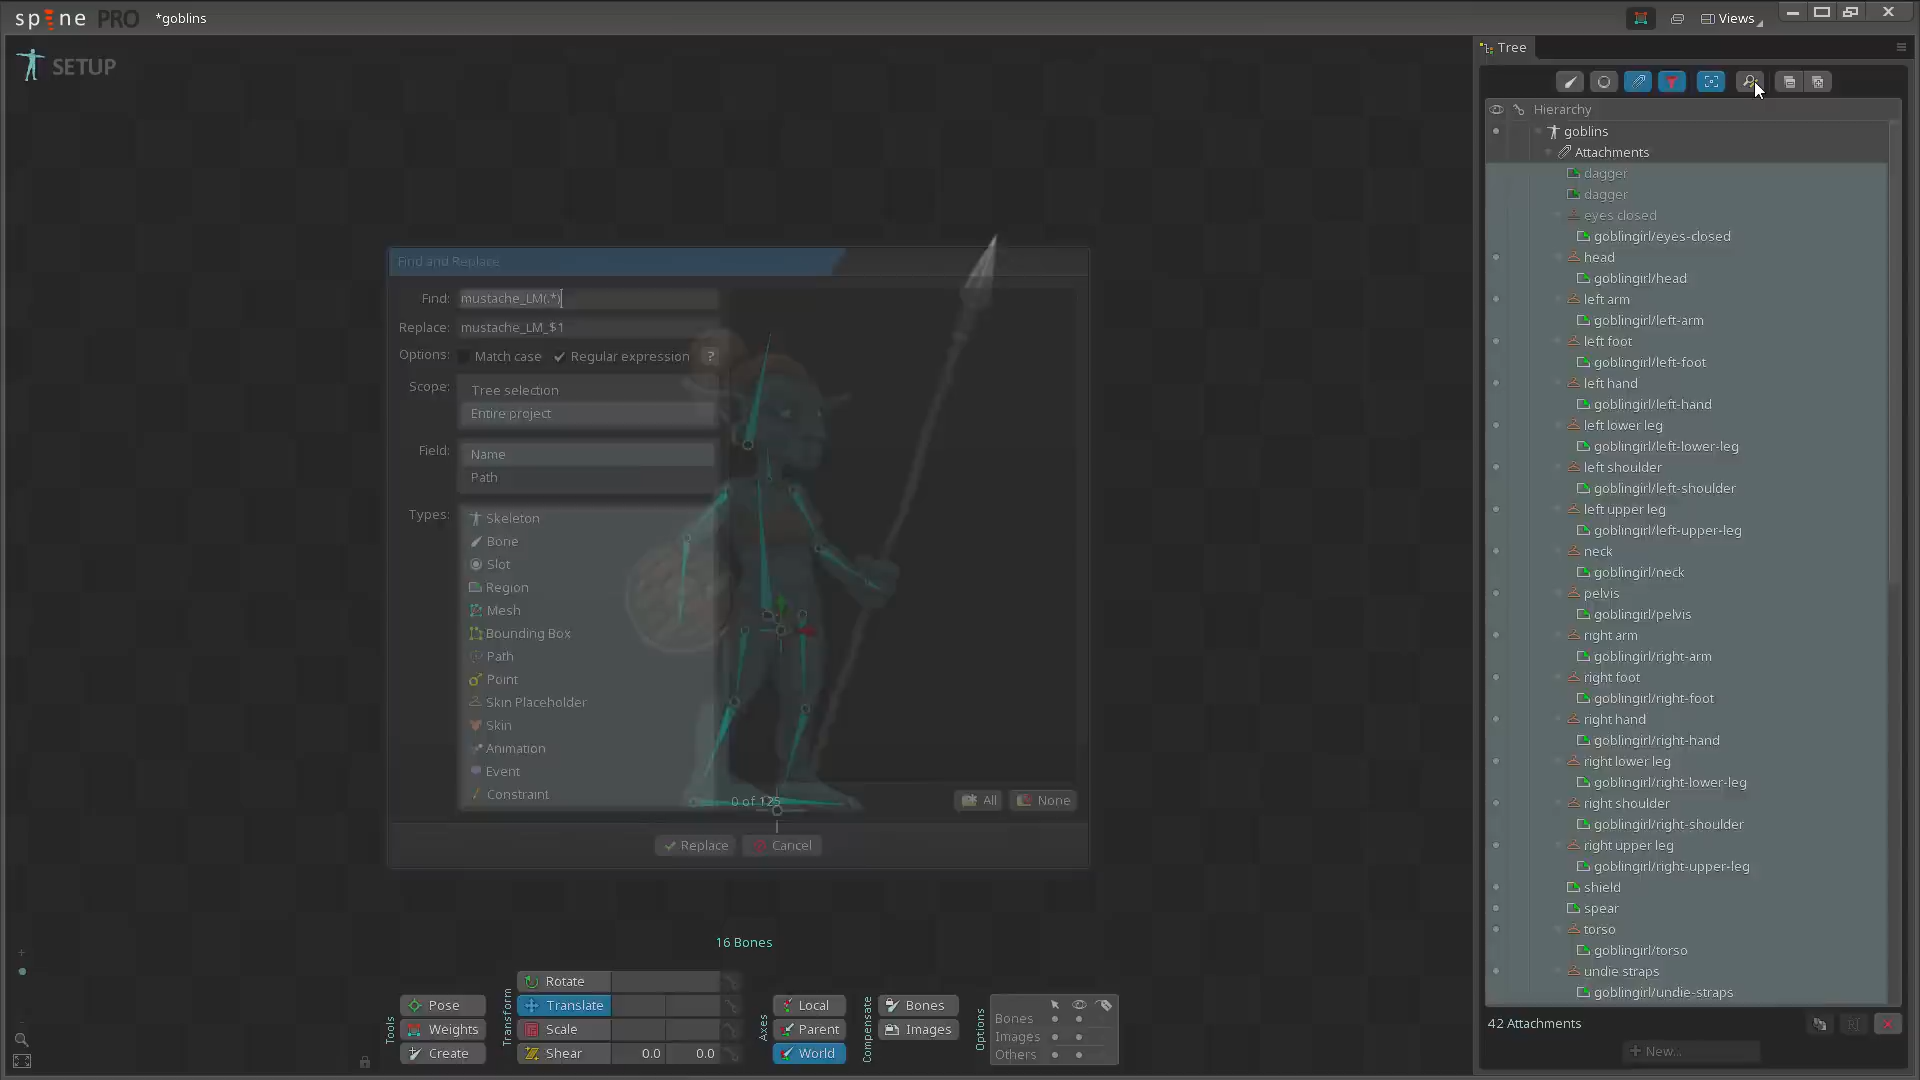 spine PRO *goblins Views
SETUP
Tree
Hierarchy
goblins
Attachments
dagger
dagger
eyes closed
goblingirl/eyes-closed
head
goblingirl/head
left arm
goblingirl/left-arm
left foot
goblingirl/left-foot
left hand
goblingirl/left-hand
left lower leg
goblingirl/left-lower-leg
left shoulder
goblingirl/left-shoulder
left upper leg
goblingirl/left-upper-leg
neck
goblingirl/neck
pelvis
goblingirl/pelvis
right arm
goblingirl/right-arm
right foot
goblingirl/right-foot
right hand
goblingirl/right-hand
right lower leg
goblingirl/right-lower-leg
right shoulder
goblingirl/right-shoulder
right upper leg
goblingirl/right-upper-leg
shield
spear
torso
goblingirl/torso
undie straps
goblingirl/undie-straps
42 Attachments
New...
Find and Replace
Find: mustache_LM(.*)
Replace: mustache_LM_$1
Options: Match case Regular expression ?
Scope: Tree selection
Entire project
Field: Name
Path
Types: Skeleton
Bone
Slot
Region
Mesh
Bounding Box
Path
Point
Skin Placeholder
Skin
Animation
Event
Constraint
0 of 125 All None
Replace Cancel
16 Bones
Tools
Pose
Weights
Create
Transform
Rotate
Translate
Scale
Shear 0.0 0.0
Axes
Local
Parent
World
Compensate
Bones
Images
Options
Bones
Images
Others